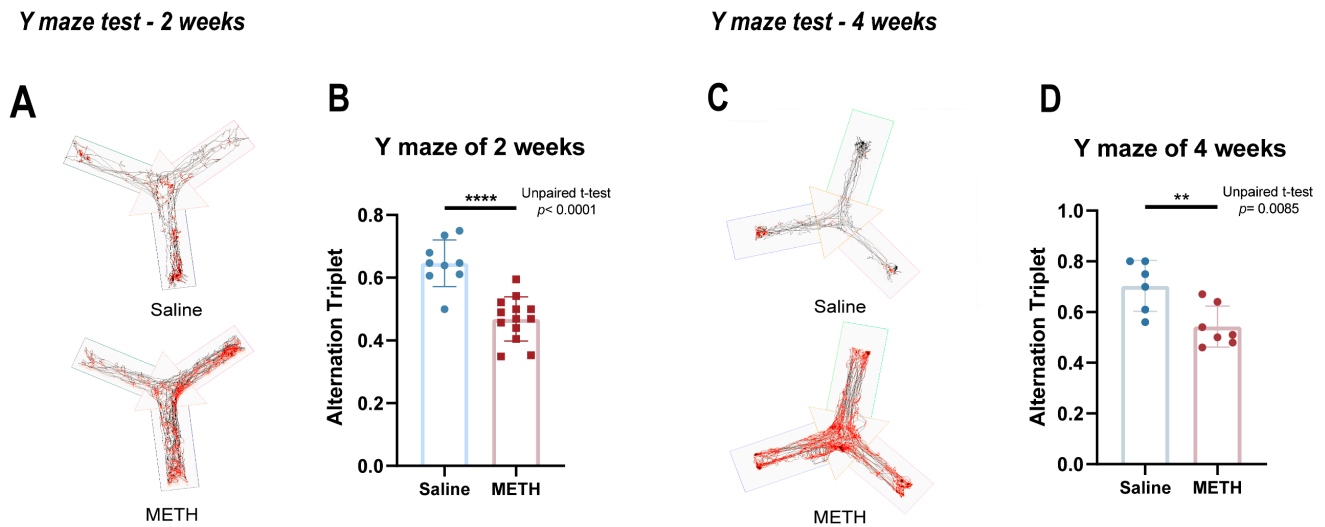 Y maze test - 2 weeks
Y maze test - 4 weeks
A
Saline
METH
B
Y maze of 2 weeks
****
Unpaired t-test
p< 0.0001
Alternation Triplet
0.8
0.6
0.4
0.2
0.0
Saline METH
C
Saline
METH
D
Y maze of 4 weeks
**
Unpaired t-test
p= 0.0085
Alternation Triplet
1.0
0.8
0.6
0.4
0.2
0.0
Saline METH